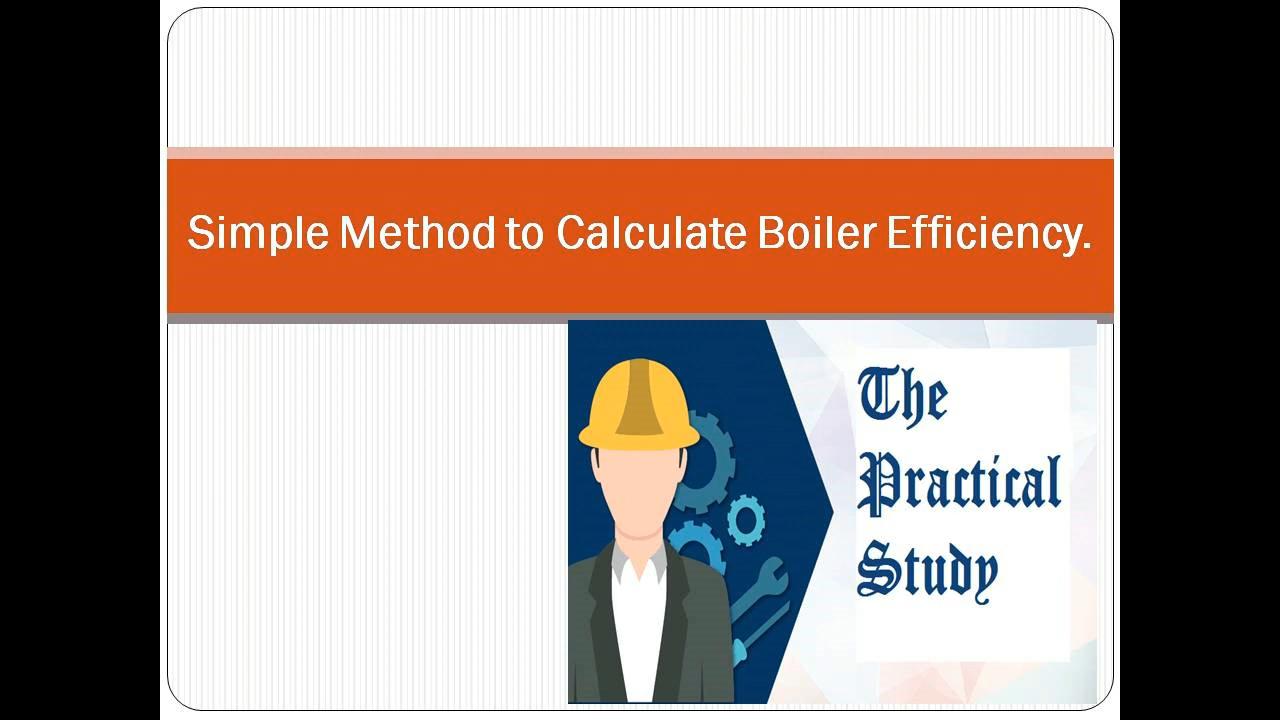 Simple Method to Calculate Boiler Efficiency.
The
Practical
Study